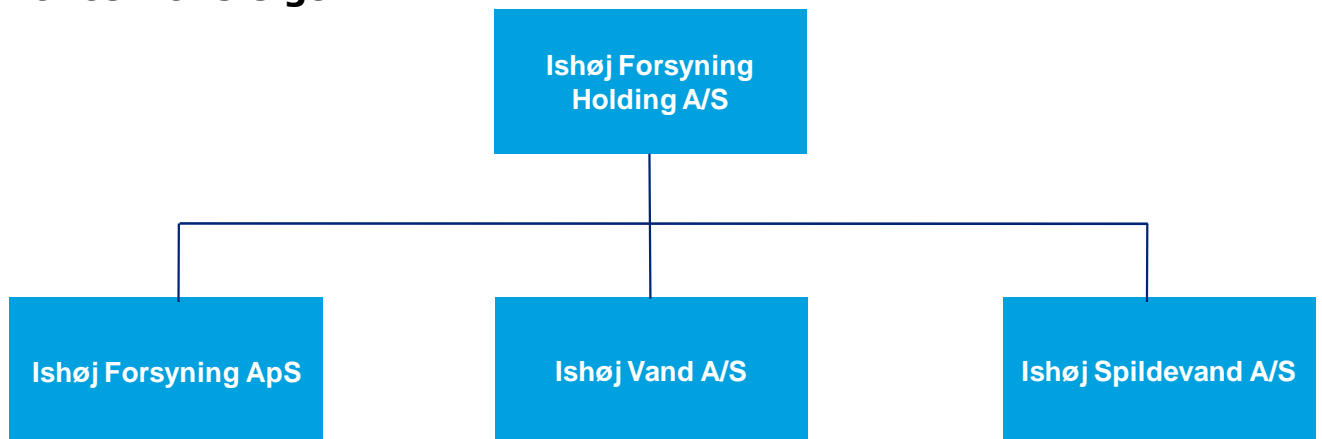 Ishøj Forsyning
Holding A/S
Ishøj Forsyning ApS
Ishøj Vand A/S
Ishøj Spildevand A/S